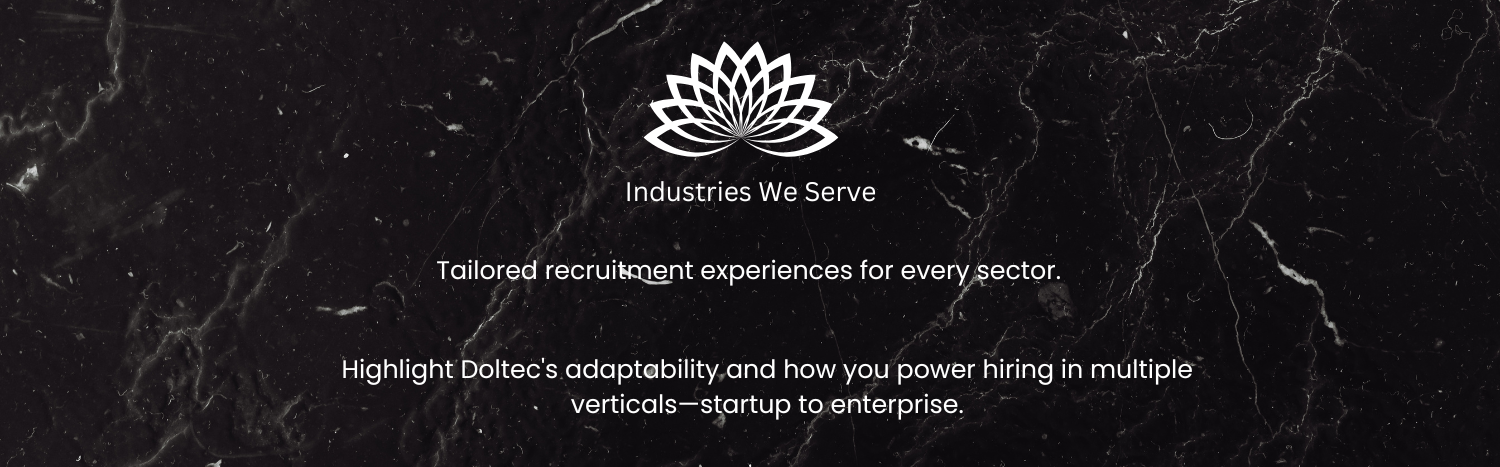 Industries We Serve
Tailored recruitment experiences for every sector.
Highlight Doltec's adaptability and how you power hiring in multiple
verticals—startup to enterprise.